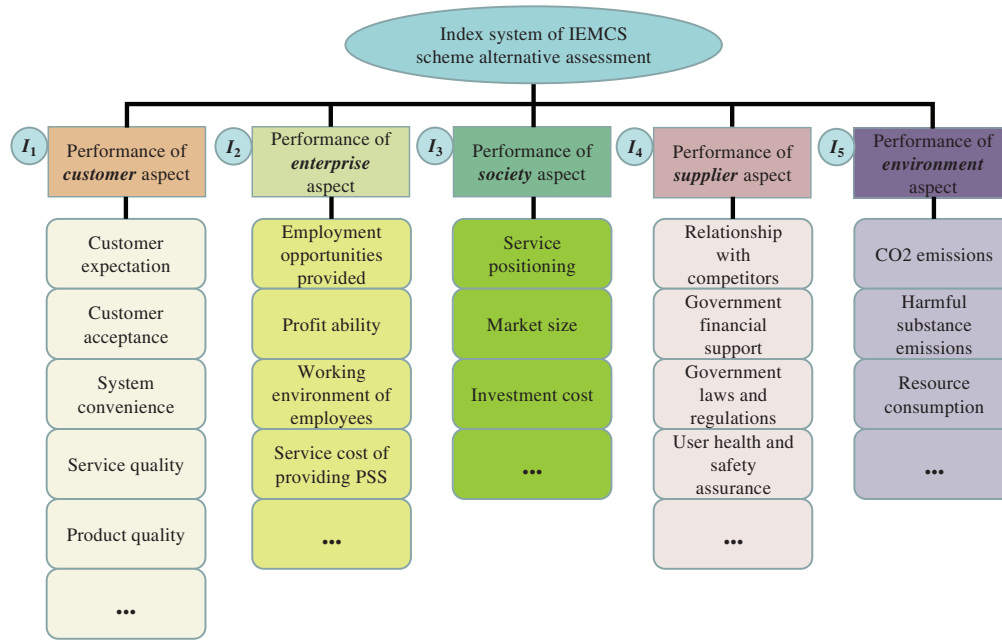 Index system of IEMCS
scheme alternative assessment
I1
Performance of
customer aspect
Customer
expectation
Customer
acceptance
System
convenience
Service quality
Product quality
...
I2
Performance of
enterprise
aspect
Employment
opportunities
provided
Profit ability
Working
environment of
employees
Service cost of
providing PSS
...
I3
Performance of
society aspect
Service
positioning
Market size
Investment cost
...
I4
Performance of
supplier aspect
Relationship
with
competitors
Government
financial
support
Government
laws and
regulations
User health and
safety
assurance
...
I5
Performance of
environment
aspect
CO2 emissions
Harmful
substance
emissions
Resource
consumption
...